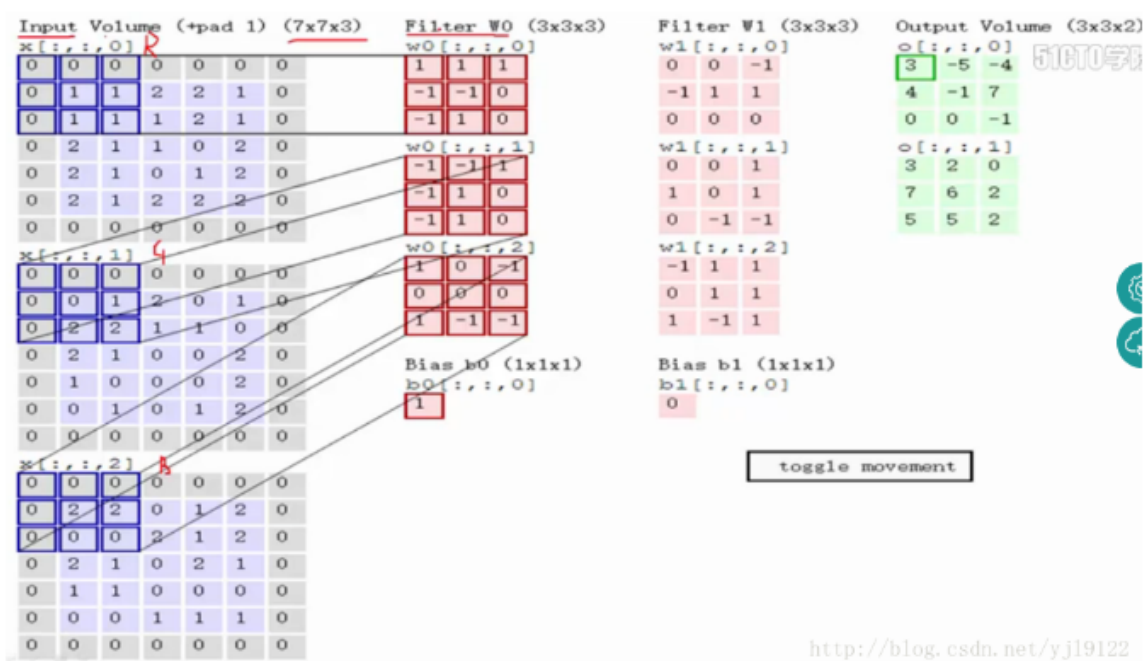 Input Volume (+pad 1) (7x7x3)
x[:,:,0] R
0 0 0 0 0 0 0
0 1 1 2 2 1 0
0 1 1 1 2 1 0
0 2 1 1 0 2 0
0 2 1 0 1 2 0
0 2 1 2 2 2 0
0 0 0 0 0 0 0
x[:,:,1]
0 0 0 0 0 0 0
0 0 1 2 0 1 0
0 2 2 1 1 0 0
0 2 1 0 0 2 0
0 1 0 0 0 2 0
0 0 1 0 1 2 0
0 0 0 0 0 0 0
x[:,:,2] B
0 0 0 0 0 0 0
0 2 2 0 1 2 0
0 0 0 2 1 2 0
0 2 1 0 2 1 0
0 1 1 0 0 0 0
0 0 0 1 1 1 0
0 0 0 0 0 0 0
Filter W0 (3x3x3)
w0[:,:,0]
1 1 1
-1 -1 0
-1 1 0
w0[:,:,1]
-1 -1 1
-1 1 0
-1 1 0
w0[:,:,2]
1 0 -1
0 0 0
1 -1 -1
Bias b0 (1x1x1)
b0[:,:,0]
1
Filter W1 (3x3x3)
w1[:,:,0]
0 0 -1
-1 1 1
0 0 0
w1[:,:,1]
0 0 1
1 0 1
0 -1 -1
w1[:,:,2]
-1 1 1
0 1 1
1 -1 1
Bias b1 (1x1x1)
b1[:,:,0]
0
Output Volume (3x3x2)
o[:,:,0]
3 -5 -4
4 -1 7
0 0 -1
o[:,:,1]
3 2 0
7 6 2
5 5 2
51CTO学院
toggle movement
http://blog.csdn.net/yjl9122